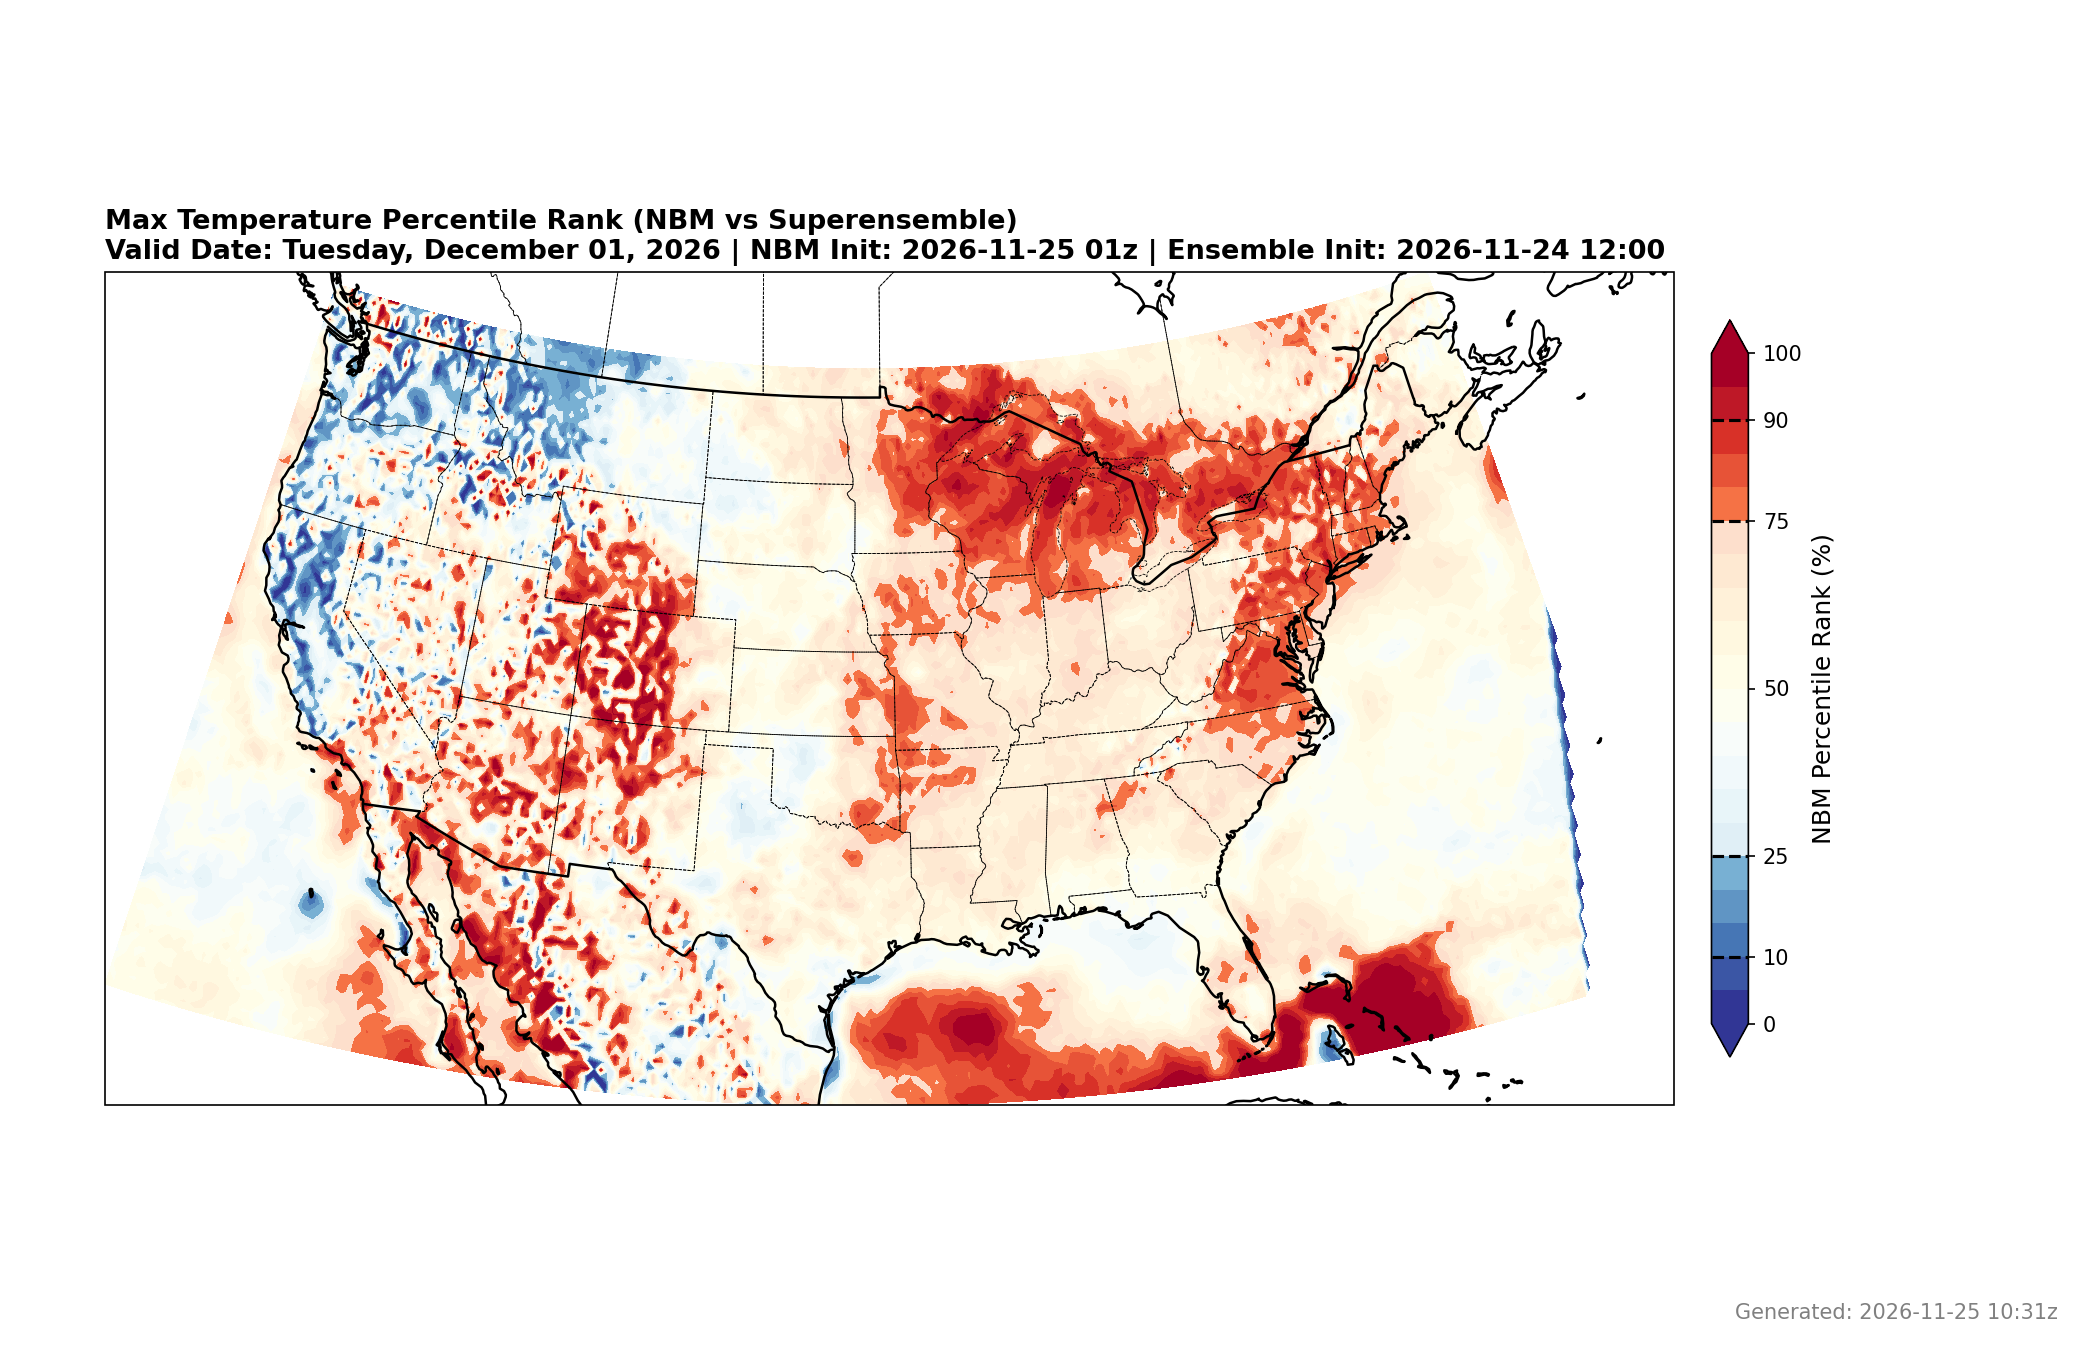 Max Temperature Percentile Rank (NBM vs Superensemble)
Valid Date: Tuesday, December 01, 2026 | NBM Init: 2026-11-25 01z | Ensemble Init: 2026-11-24 12:00
100
90
75
50
25
10
0
NBM Percentile Rank (%)
Generated: 2026-11-25 10:31z